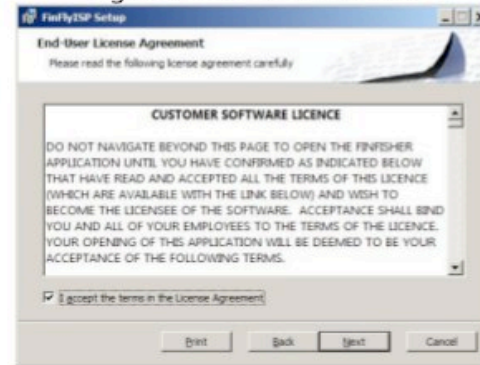 FinFlyISP Setup
End-User License Agreement
Please read the following license agreement carefully
CUSTOMER SOFTWARE LICENCE
DO NOT NAVIGATE BEYOND THIS PAGE TO OPEN THE FINFISHER
APPLICATION UNTIL YOU HAVE CONFIRMED AS INDICATED BELOW
THAT HAVE READ AND ACCEPTED ALL THE TERMS OF THIS LICENCE
(WHICH ARE AVAILABLE WITH THE LINK BELOW) AND WISH TO
BECOME THE LICENSEE OF THE SOFTWARE. ACCEPTANCE SHALL BIND
YOU AND ALL OF YOUR EMPLOYEES TO THE TERMS OF THE LICENCE.
YOUR OPENING OF THIS APPLICATION WILL BE DEEMED TO BE YOUR
ACCEPTANCE OF THE FOLLOWING TERMS.
I accept the terms in the License Agreement
Print Back Next Cancel